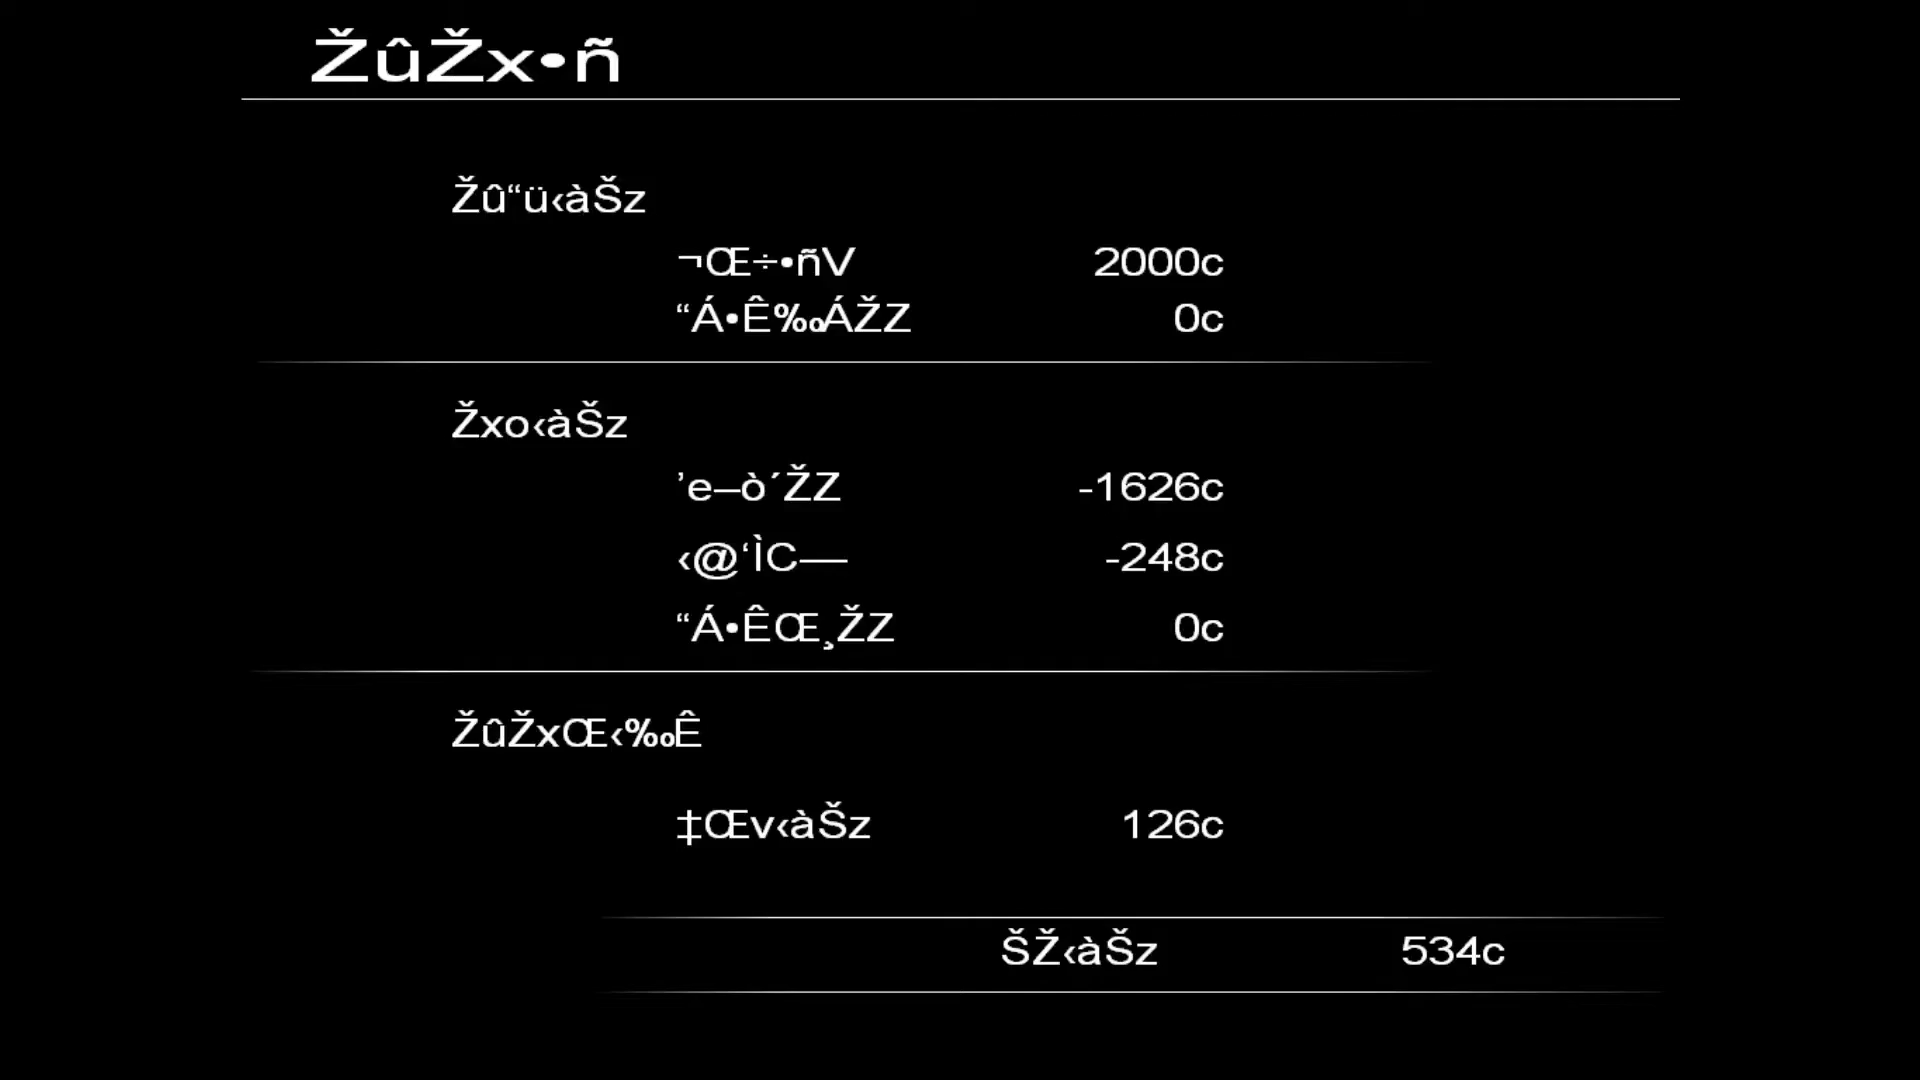 ŽûŽx•ñ
Žû“ü‹àŠz
¬Œ÷•ñV 2000c
“Á•Ê‰ÁŽZ 0c
Žxo‹àŠz
’e–ò´ŽZ -1626c
‹@‘ÌC— -248c
“Á•ÊŒ¸ŽZ 0c
ŽûŽxŒ‹‰Ê
‡Œv‹àŠz 126c
ŠŽ‹àŠz 534c